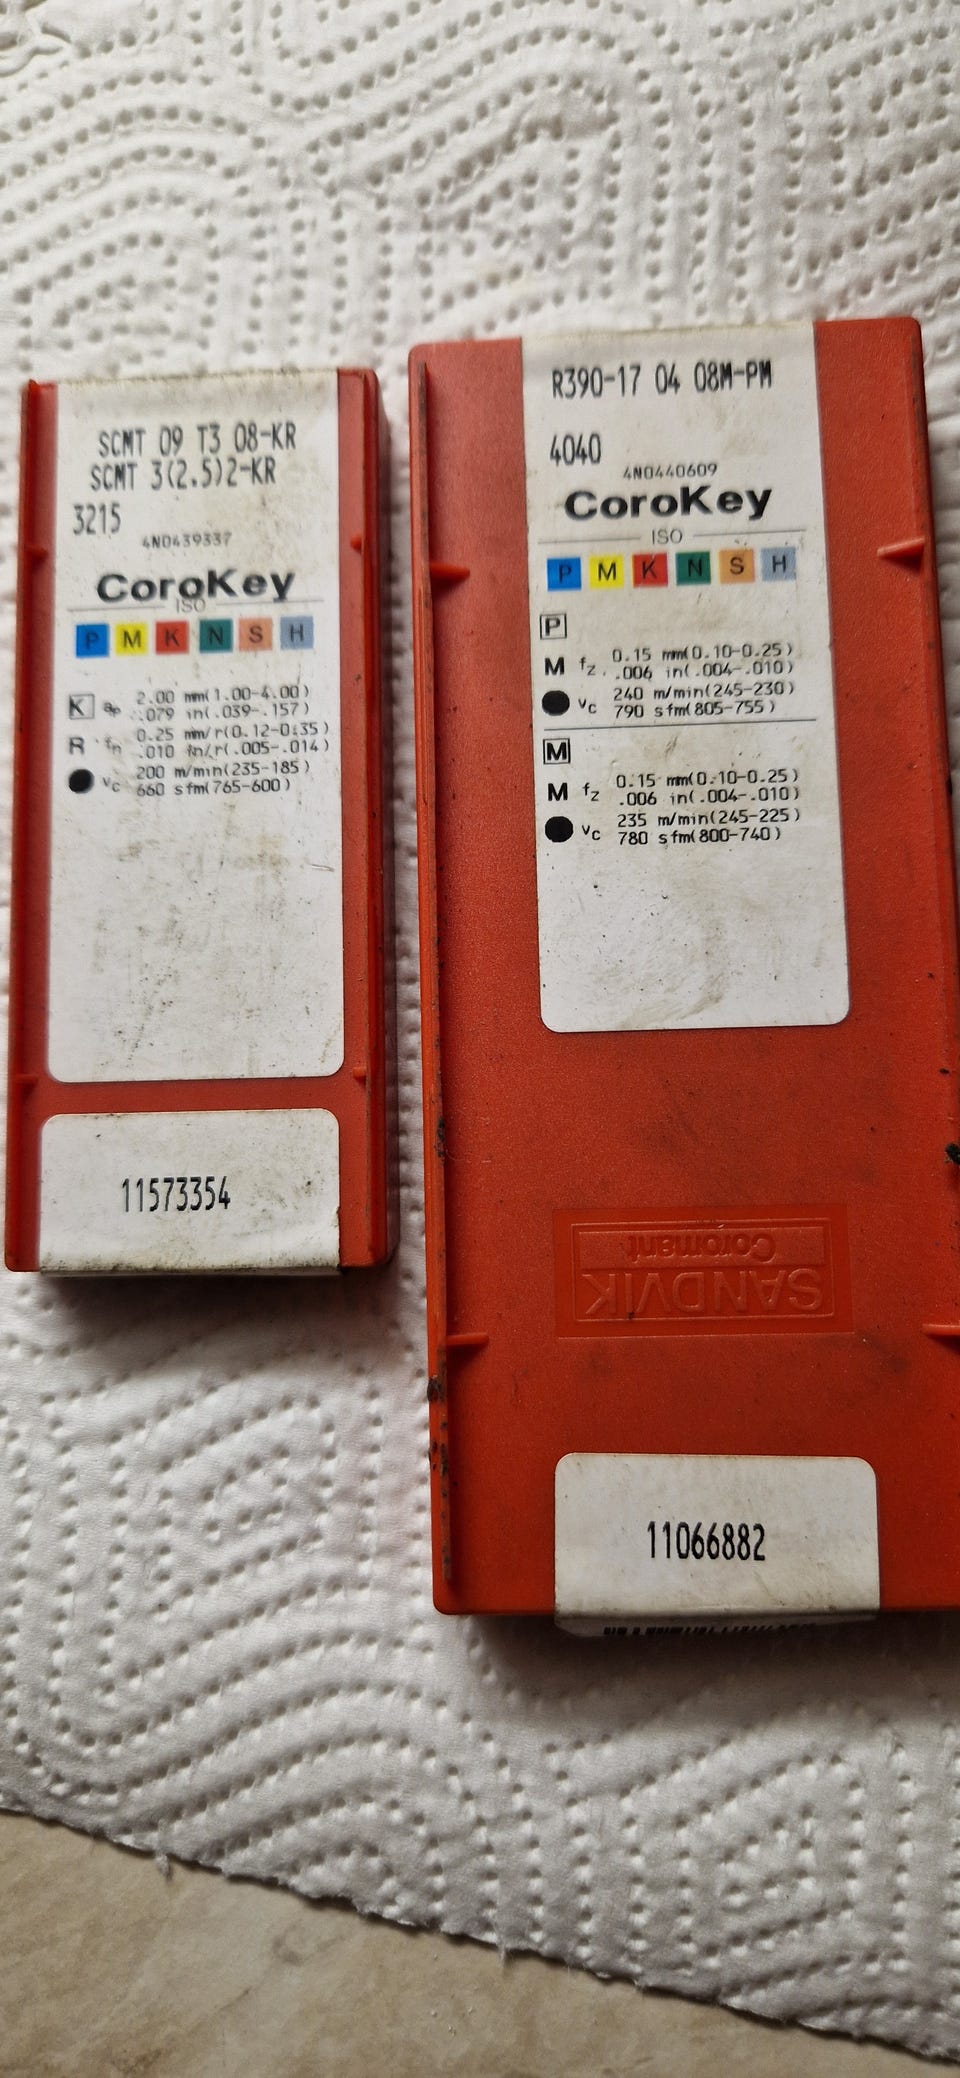 SCMT 09 T3 08-KR
SCMT 3(2.5)2-KR
3215
4N0439337
CoroKey
ISO
P M K N S H
K ap 2.00 mm(1.00-4.00)
.079 in(.039-.157)
R fn 0.25 mm/r(0.12-0.35)
.010 in/r(.005-.014)
vc 200 m/min(235-185)
660 sfm(765-600)
11573354
R390-17 04 08M-PM
4040
4N0440609
CoroKey
ISO
P M K N S H
P
M fz 0.15 mm(0.10-0.25)
.006 in(.004-.010)
vc 240 m/min(245-230)
790 sfm(805-755)
M
M fz 0.15 mm(0.10-0.25)
.006 in(.004-.010)
vc 235 m/min(245-225)
780 sfm(800-740)
SANDVIK
Coromant
11066882